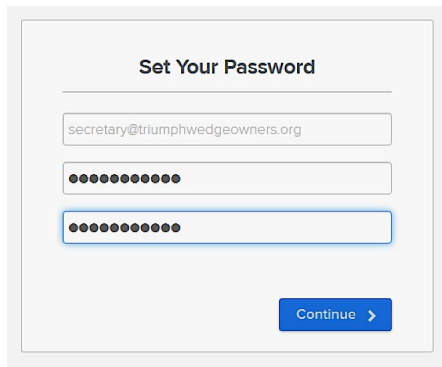 Set Your Password
secretary@triumphwedgeowners.org
●●●●●●●●●●●
●●●●●●●●●●●
Continue